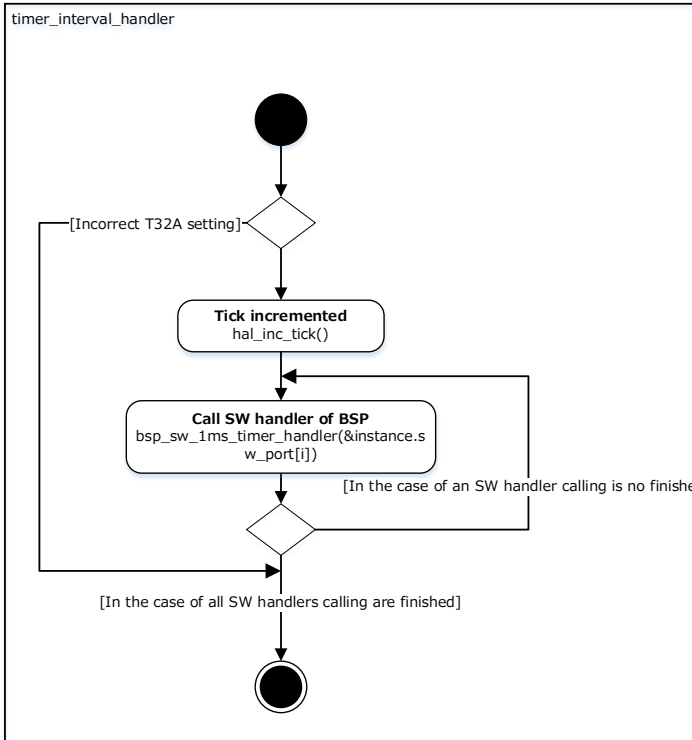 timer_interval_handler
[Incorrect T32A setting]
Tick incremented
hal_inc_tick()
Call SW handler of BSP
bsp_sw_1ms_timer_handler(&instance.s
w_port[i])
[In the case of an SW handler calling is no finishe
[In the case of all SW handlers calling are finished]